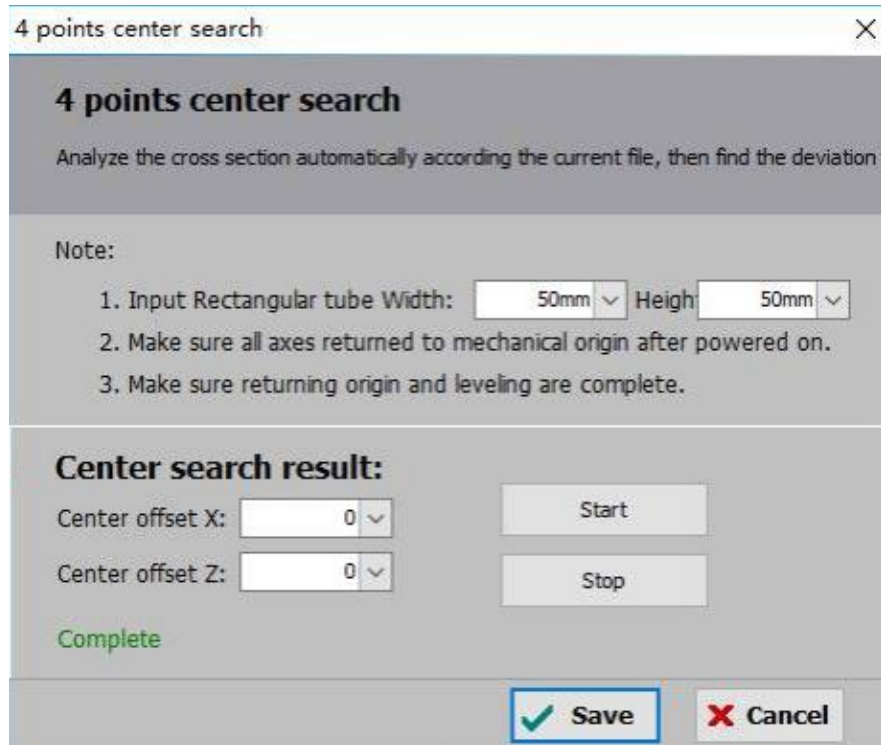 4 points center search
4 points center search
Analyze the cross section automatically according the current file, then find the deviation
Note:
1. Input Rectangular tube Width: 50mm Heigh 50mm
2. Make sure all axes returned to mechanical origin after powered on.
3. Make sure returning origin and leveling are complete.
Center search result:
Center offset X: 0 Start
Center offset Z: 0 Stop
Complete
Save Cancel